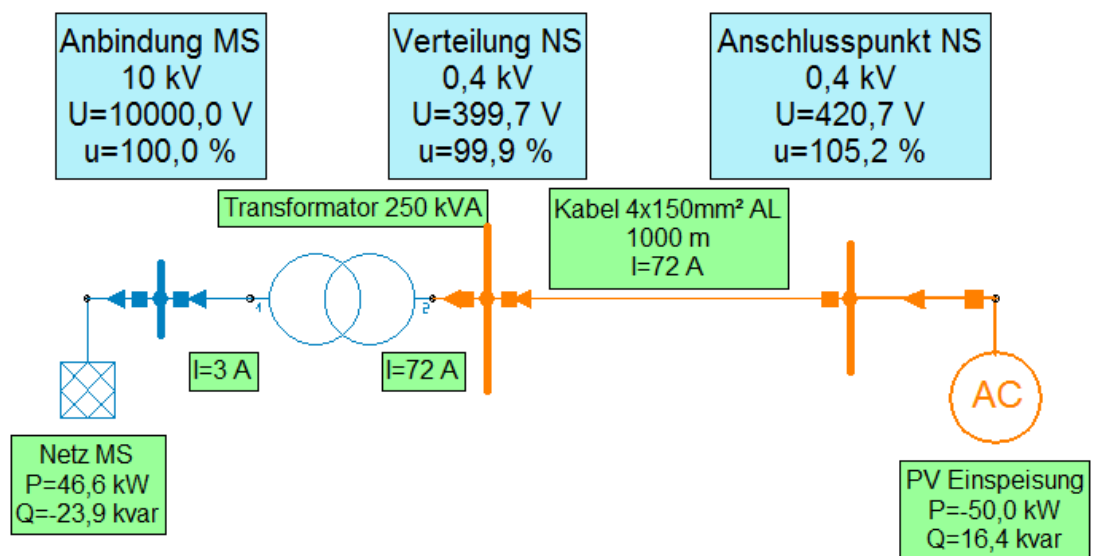 Anbindung MS
10 kV
U=10000,0 V
u=100,0 %
Verteilung NS
0,4 kV
U=399,7 V
u=99,9 %
Anschlusspunkt NS
0,4 kV
U=420,7 V
u=105,2 %
Transformator 250 kVA
Kabel 4x150mm² AL
1000 m
I=72 A
1
2
I=3 A
I=72 A
AC
Netz MS
P=46,6 kW
Q=-23,9 kvar
PV Einspeisung
P=-50,0 kW
Q=16,4 kvar